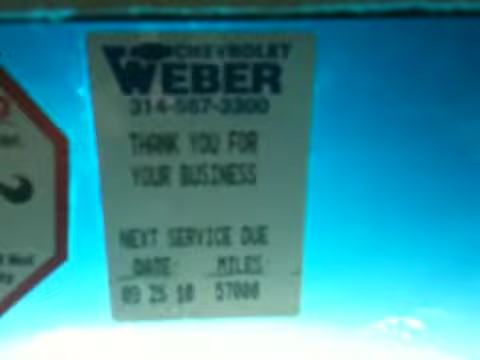 CHEVROLET
WEBER
314-567-3300
THANK YOU FOR
YOUR BUSINESS
NEXT SERVICE DUE
DATE: MILES:
09 25 10 57000